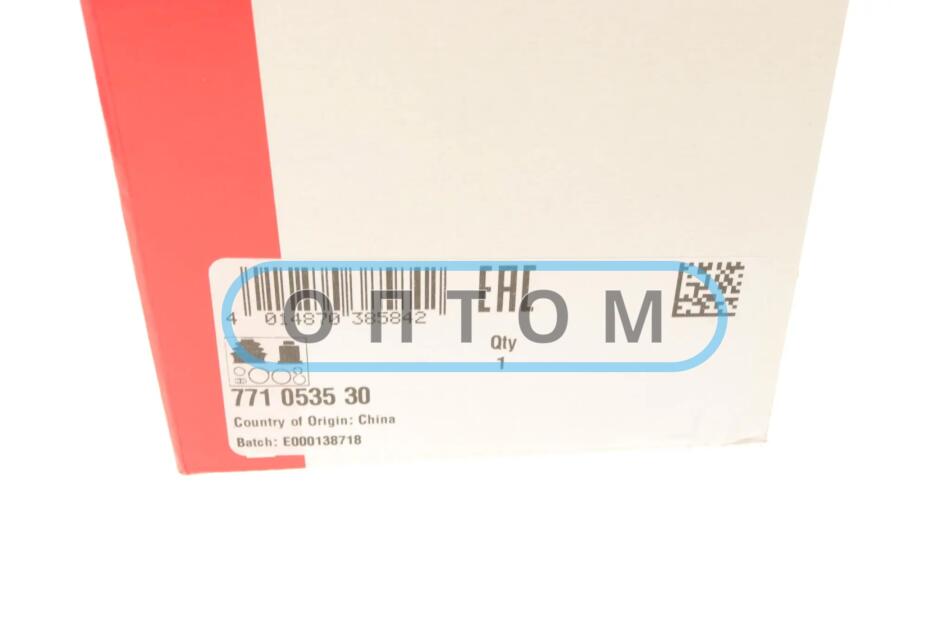 EAC
4 014870 385842
ОПТОМ
Qty
1
771 0535 30
Country of Origin: China
Batch: E000138718